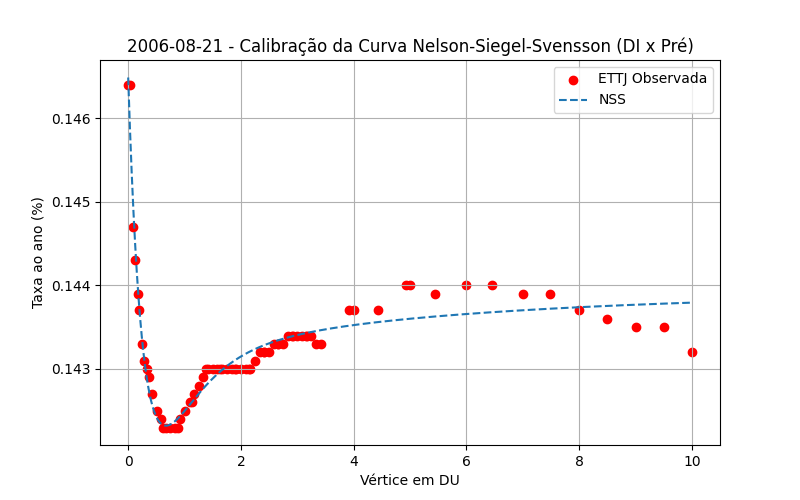 2006-08-21 - Calibração da Curva Nelson-Siegel-Svensson (DI x Pré)
ETTJ Observada
NSS
Taxa ao ano (%)
0.146
0.145
0.144
0.143
0
2
4
6
8
10
Vértice em DU